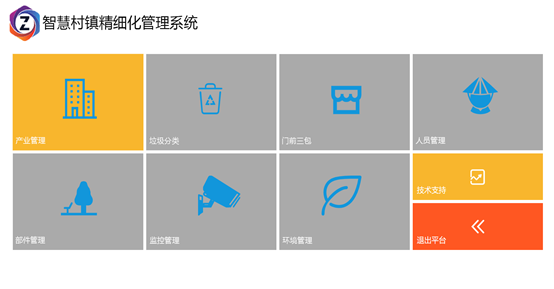 Z
智慧村镇精细化管理系统
产业管理
垃圾分类
门前三包
人员管理
部件管理
监控管理
环境管理
技术支持
退出平台